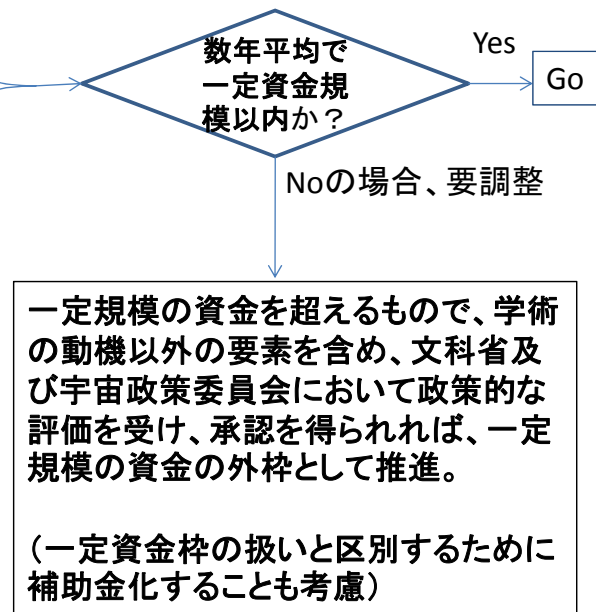 数年平均で
一定資金規
模以内か？
Yes
Go
Noの場合、要調整
一定規模の資金を超えるもので、学術
の動機以外の要素を含め、文科省及
び宇宙政策委員会において政策的な
評価を受け、承認を得られれば、一定
規模の資金の外枠として推進。
（一定資金枠の扱いと区別するために
補助金化することも考慮）